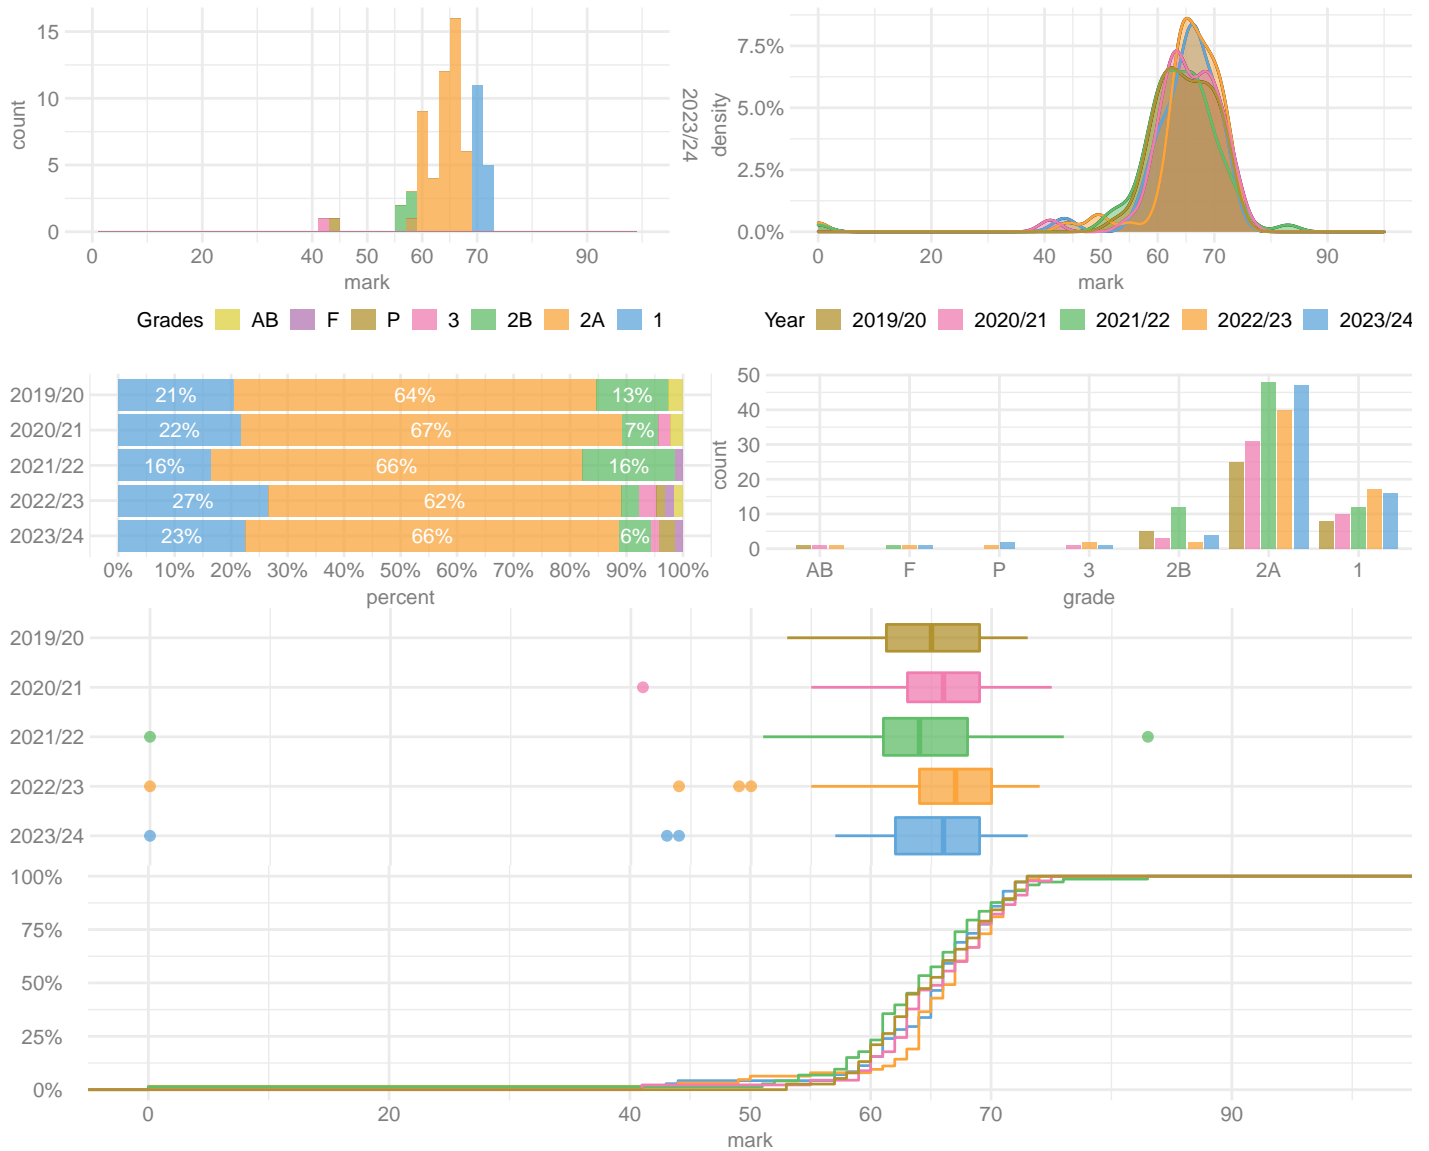 15
10
5
0
count
0 20 40 50 60 70 90
mark
2023/24
Grades AB F P 3 2B 2A 1
7.5%
5.0%
2.5%
0.0%
density
0 20 40 50 60 70 90
mark
Year 2019/20 2020/21 2021/22 2022/23 2023/24
2019/20 21% 64% 13%
2020/21 22% 67% 7%
2021/22 16% 66% 16%
2022/23 27% 62%
2023/24 23% 66% 6%
0% 10% 20% 30% 40% 50% 60% 70% 80% 90% 100%
percent
50
40
30
20
10
0
count
AB F P 3 2B 2A 1
grade
2019/20
2020/21
2021/22
2022/23
2023/24
100%
75%
50%
25%
0%
0 20 40 50 60 70 90
mark